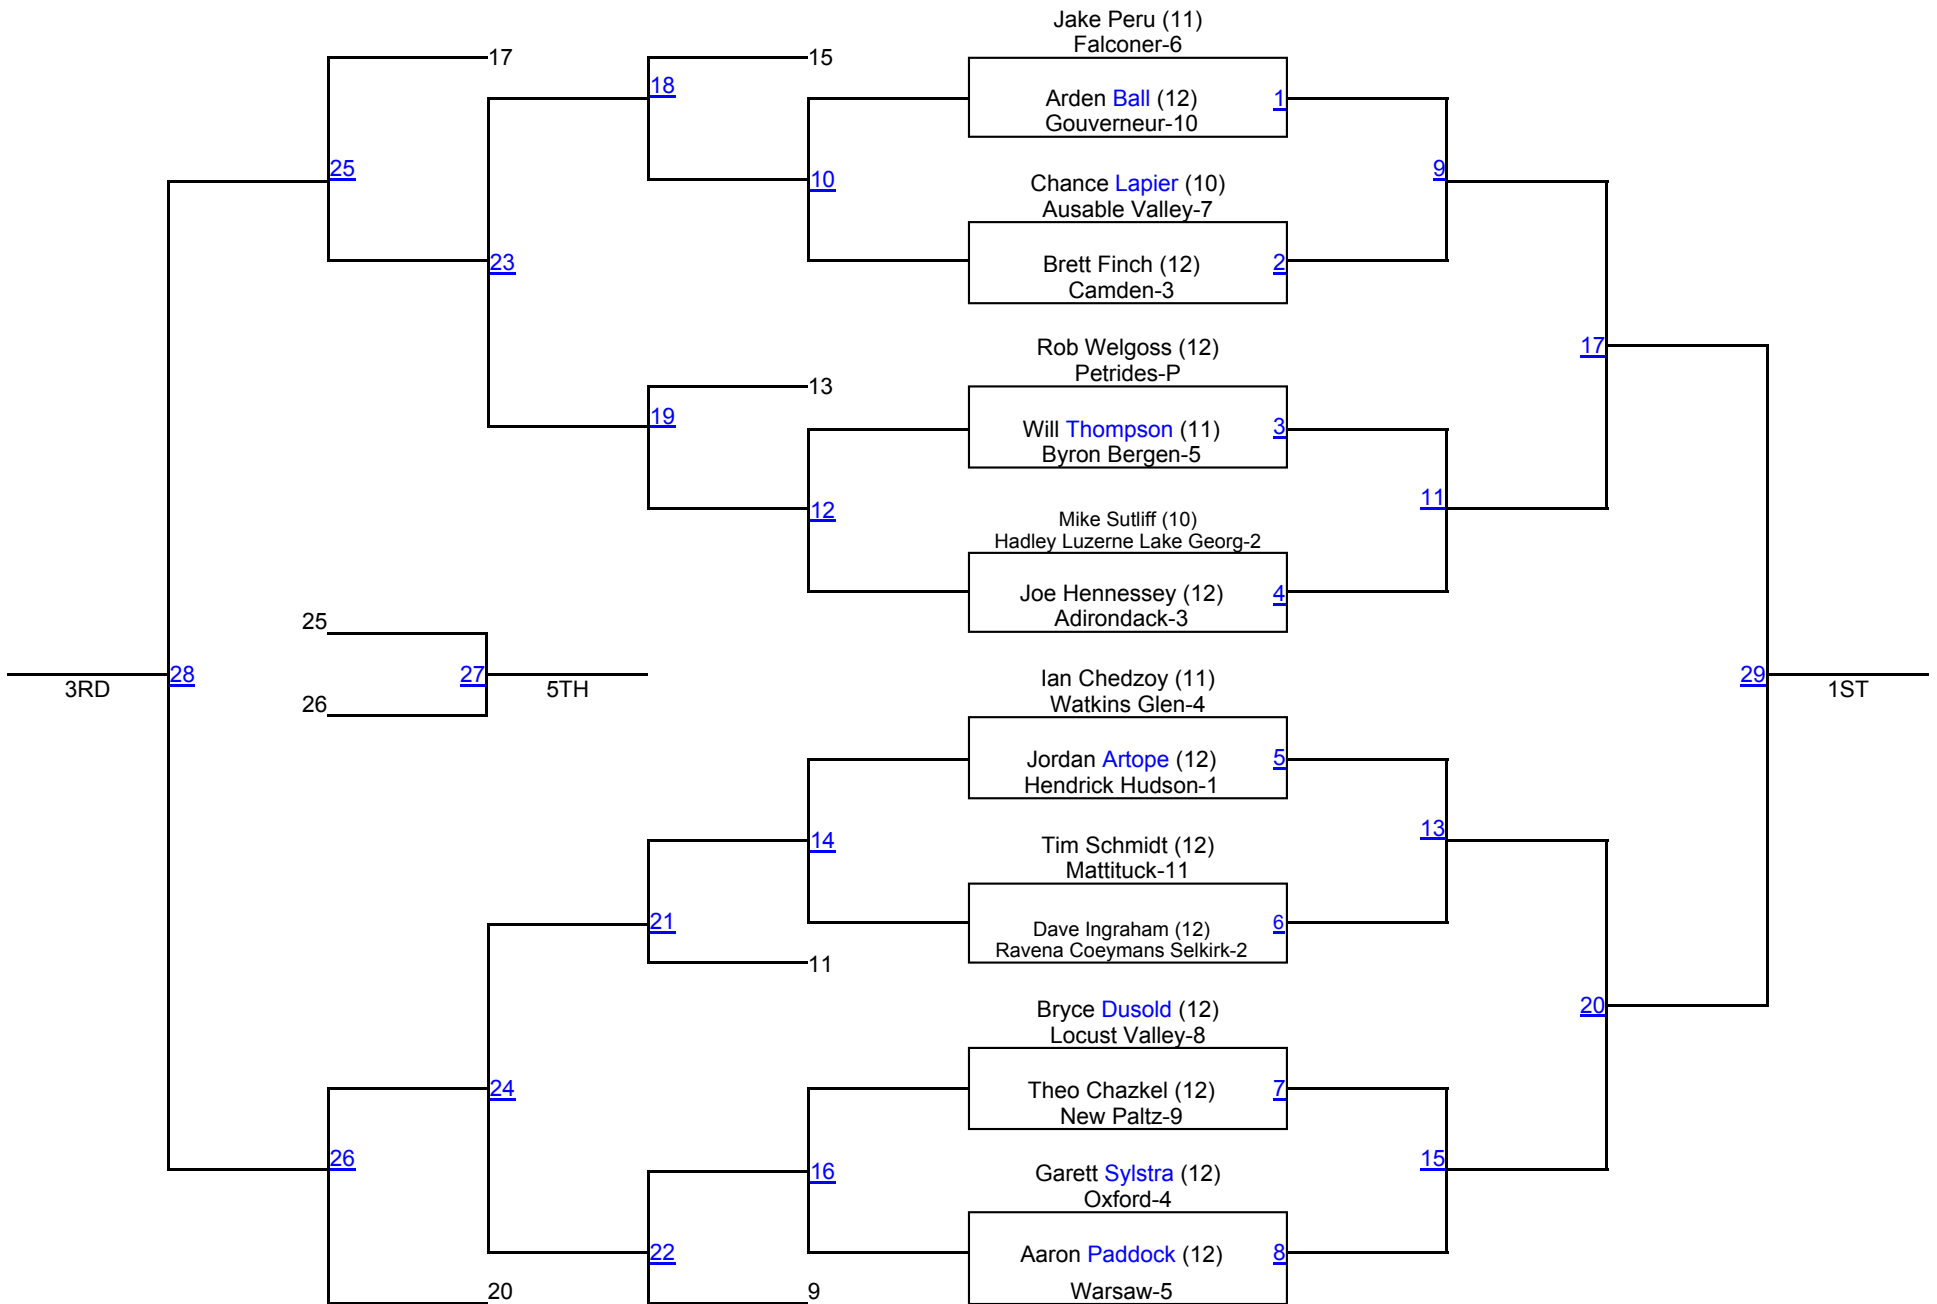 Jake Peru (11)
Falconer-6
17
15
18
Arden Ball (12)
1
Gouverneur-10
25
10
Chance Lapier (10)
9
Ausable Valley-7
23
Brett Finch (12)
2
Camden-3
Rob Welgoss (12)
17
Petrides-P
13
19
Will Thompson (11)
3
Byron Bergen-5
12
11
Mike Sutliff (10)
Hadley Luzerne Lake Georg-2
Joe Hennessey (12)
4
Adirondack-3
25
28
3RD
27
5TH
26
Ian Chedzoy (11)
Watkins Glen-4
29
1ST
Jordan Artope (12)
5
Hendrick Hudson-1
14
Tim Schmidt (12)
13
Mattituck-11
21
Dave Ingraham (12)
6
Ravena Coeymans Selkirk-2
11
Bryce Dusold (12)
20
Locust Valley-8
24
Theo Chazkel (12)
7
New Paltz-9
26
16
Garett Sylstra (12)
15
Oxford-4
22
Aaron Paddock (12)
8
20
9
Warsaw-5